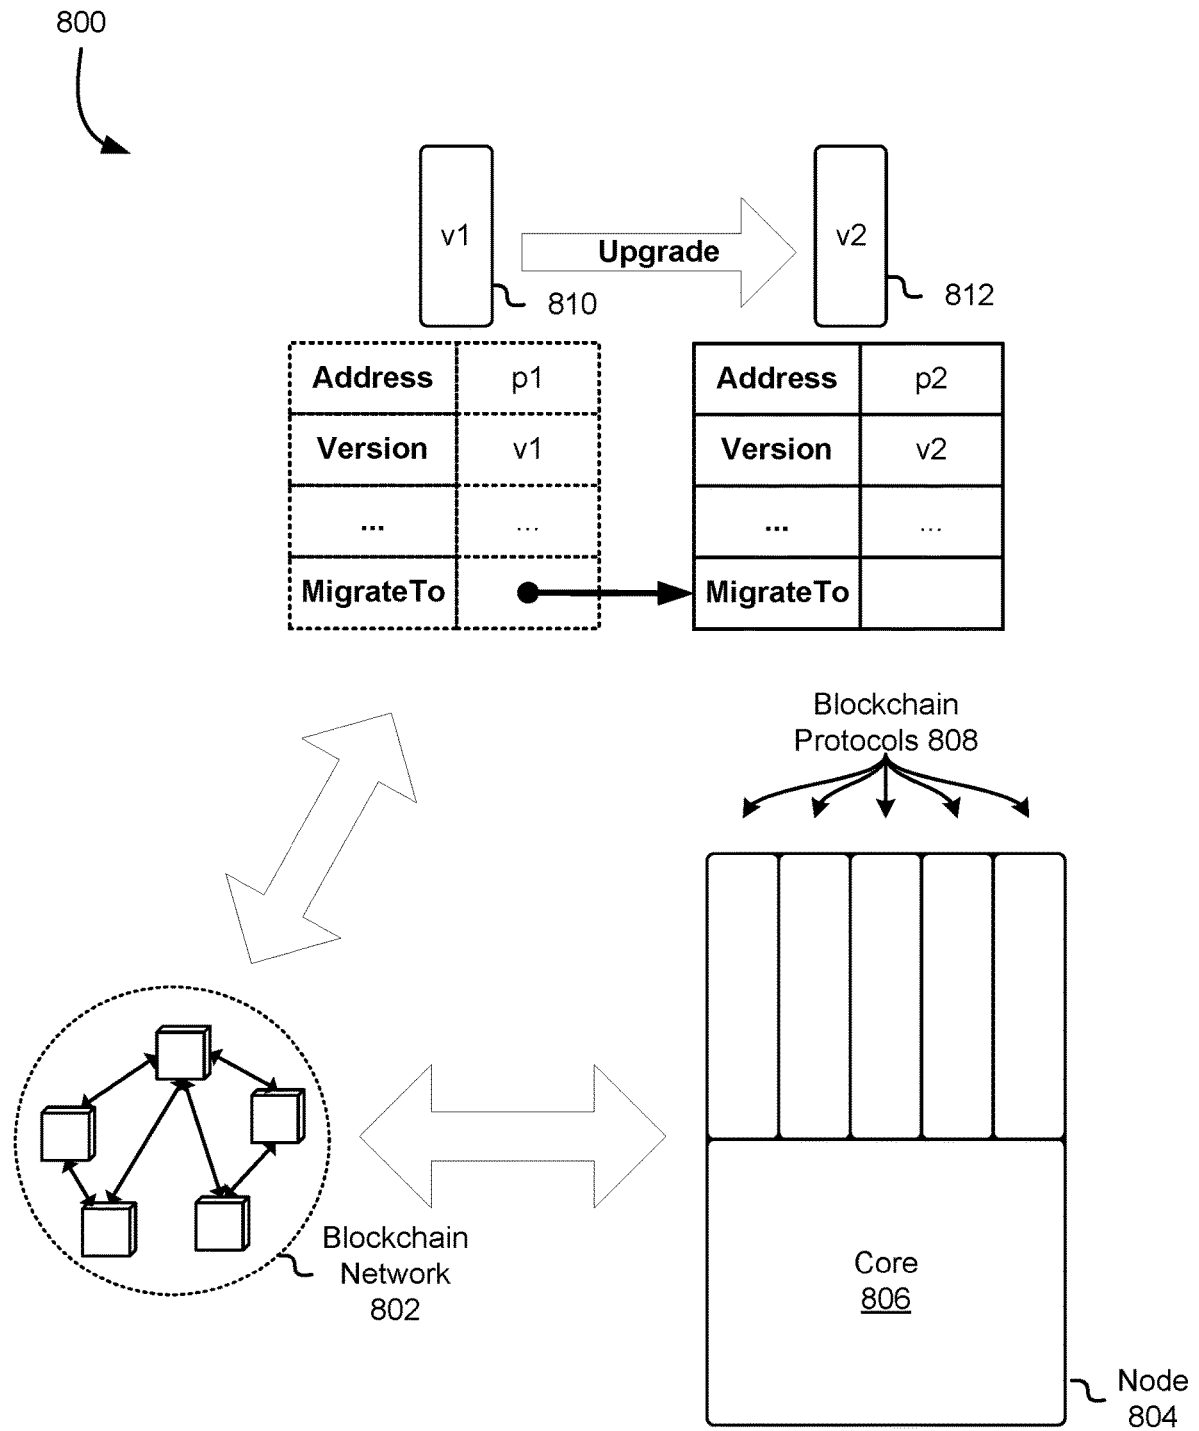 800
v1
Upgrade
v2
810
812
Address p1
Version v1
... ...
MigrateTo
Address p2
Version v2
... ...
MigrateTo
Blockchain
Protocols 808
Blockchain
Network
802
Core
806
Node
804